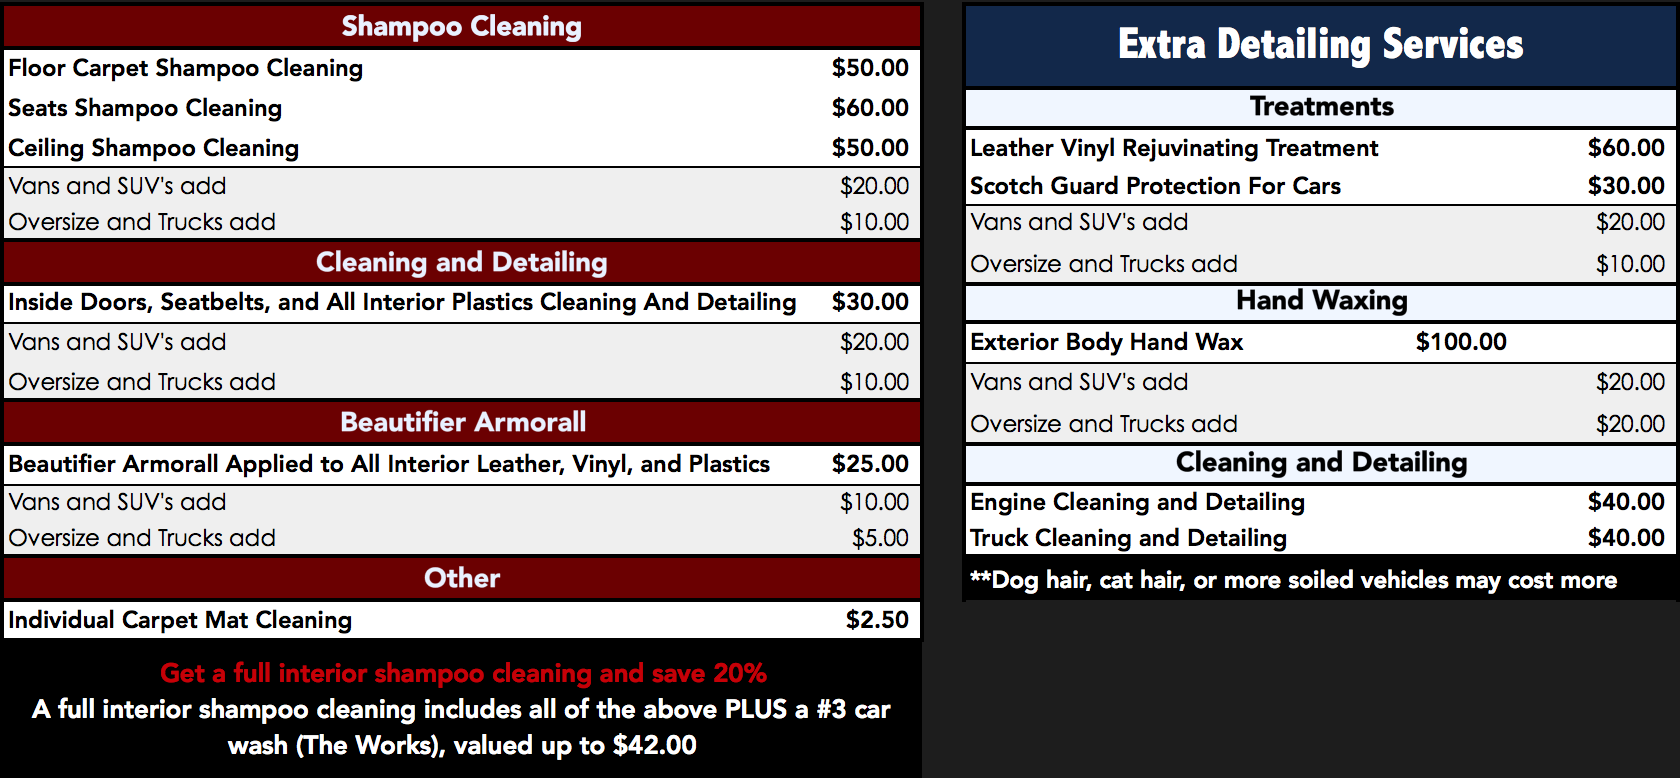 Shampoo Cleaning
Floor Carpet Shampoo Cleaning $50.00
Seats Shampoo Cleaning $60.00
Ceiling Shampoo Cleaning $50.00
Vans and SUV's add $20.00
Oversize and Trucks add $10.00
Cleaning and Detailing
Inside Doors, Seatbelts, and All Interior Plastics Cleaning And Detailing $30.00
Vans and SUV's add $20.00
Oversize and Trucks add $10.00
Beautifier Armorall
Beautifier Armorall Applied to All Interior Leather, Vinyl, and Plastics $25.00
Vans and SUV's add $10.00
Oversize and Trucks add $5.00
Other
Individual Carpet Mat Cleaning $2.50
Get a full interior shampoo cleaning and save 20%
A full interior shampoo cleaning includes all of the above PLUS a #3 car
wash (The Works), valued up to $42.00
Extra Detailing Services
Treatments
Leather Vinyl Rejuvinating Treatment $60.00
Scotch Guard Protection For Cars $30.00
Vans and SUV's add $20.00
Oversize and Trucks add $10.00
Hand Waxing
Exterior Body Hand Wax $100.00
Vans and SUV's add $20.00
Oversize and Trucks add $20.00
Cleaning and Detailing
Engine Cleaning and Detailing $40.00
Truck Cleaning and Detailing $40.00
**Dog hair, cat hair, or more soiled vehicles may cost more